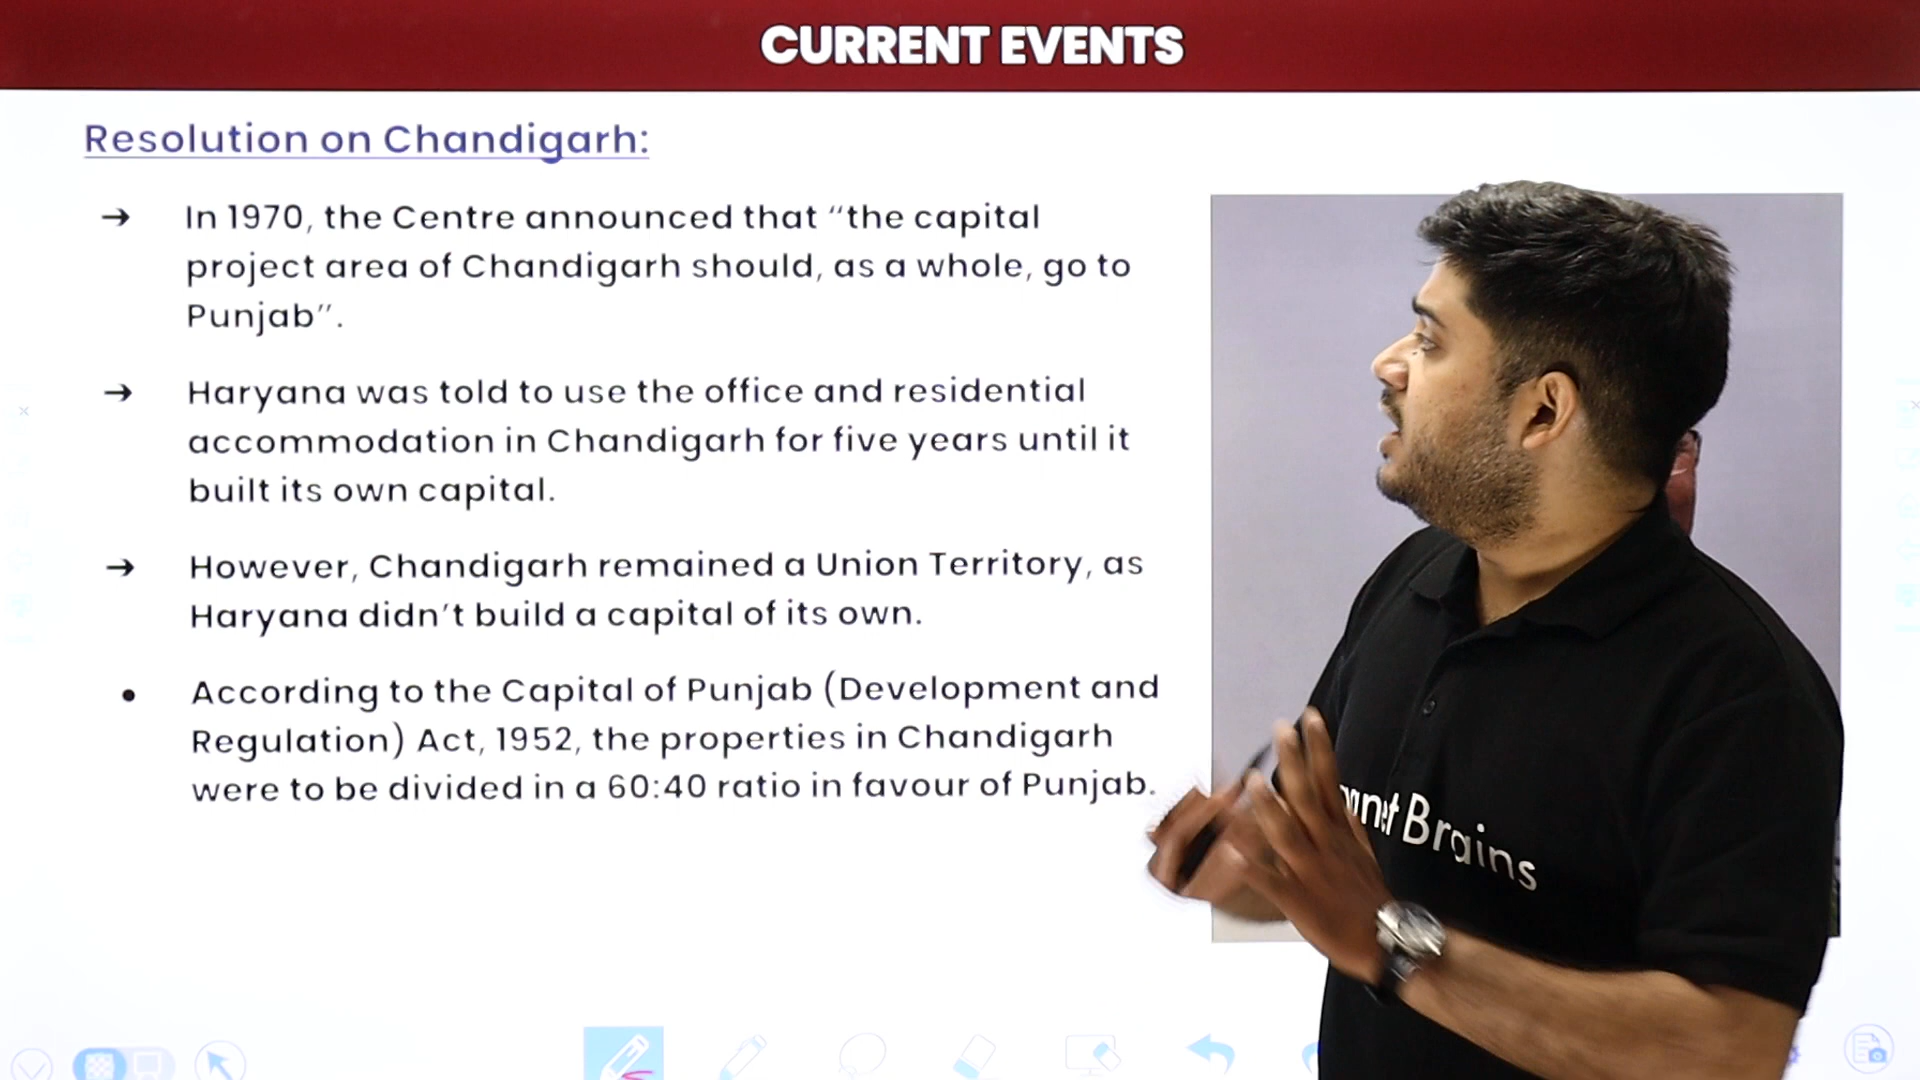 CURRENT EVENTS
Resolution on Chandigarh:
→ In 1970, the Centre announced that “the capital
project area of Chandigarh should, as a whole, go to
Punjab”.
→ Haryana was told to use the office and residential
accommodation in Chandigarh for five years until it
built its own capital.
→ However, Chandigarh remained a Union Territory, as
Haryana didn’t build a capital of its own.
• According to the Capital of Punjab (Development and
Regulation) Act, 1952, the properties in Chandigarh
were to be divided in a 60:40 ratio in favour of Punjab.
Brains